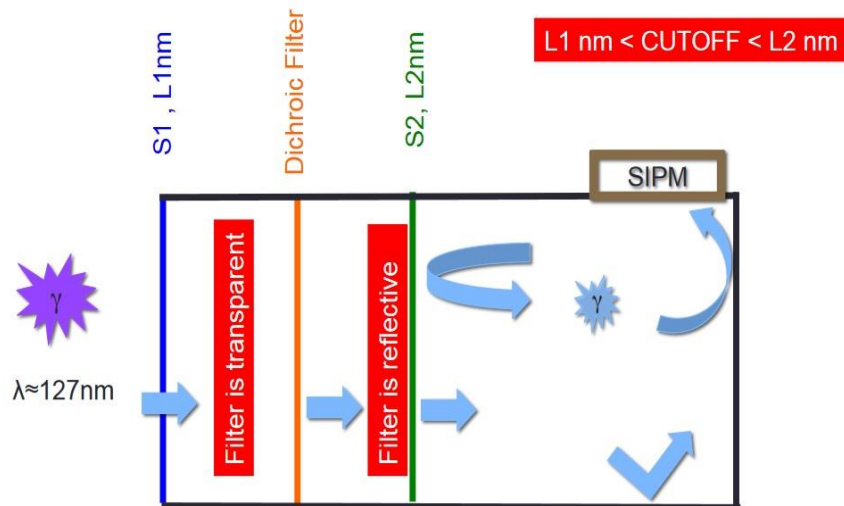 L1 nm < CUTOFF < L2 nm
S1 , L1nm
Dichroic Filter
S2, L2nm
SIPM
Filter is transparent
Filter is reflective
γ
γ
λ≈127nm